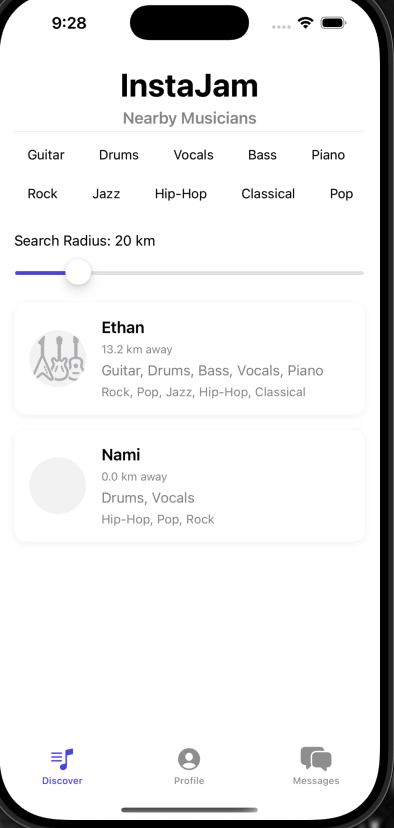 9:28
InstaJam
Nearby Musicians
Guitar Drums Vocals Bass Piano
Rock Jazz Hip-Hop Classical Pop
Search Radius: 20 km
Ethan
13.2 km away
Guitar, Drums, Bass, Vocals, Piano
Rock, Pop, Jazz, Hip-Hop, Classical
Nami
0.0 km away
Drums, Vocals
Hip-Hop, Pop, Rock
Discover Profile Messages